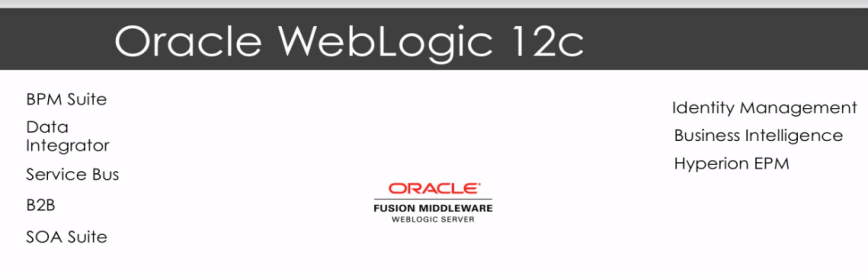 Oracle WebLogic 12c
BPM Suite
Data
Integrator
Service Bus
B2B
SOA Suite
ORACLE®
FUSION MIDDLEWARE
WEBLOGIC SERVER
Identity Management
Business Intelligence
Hyperion EPM